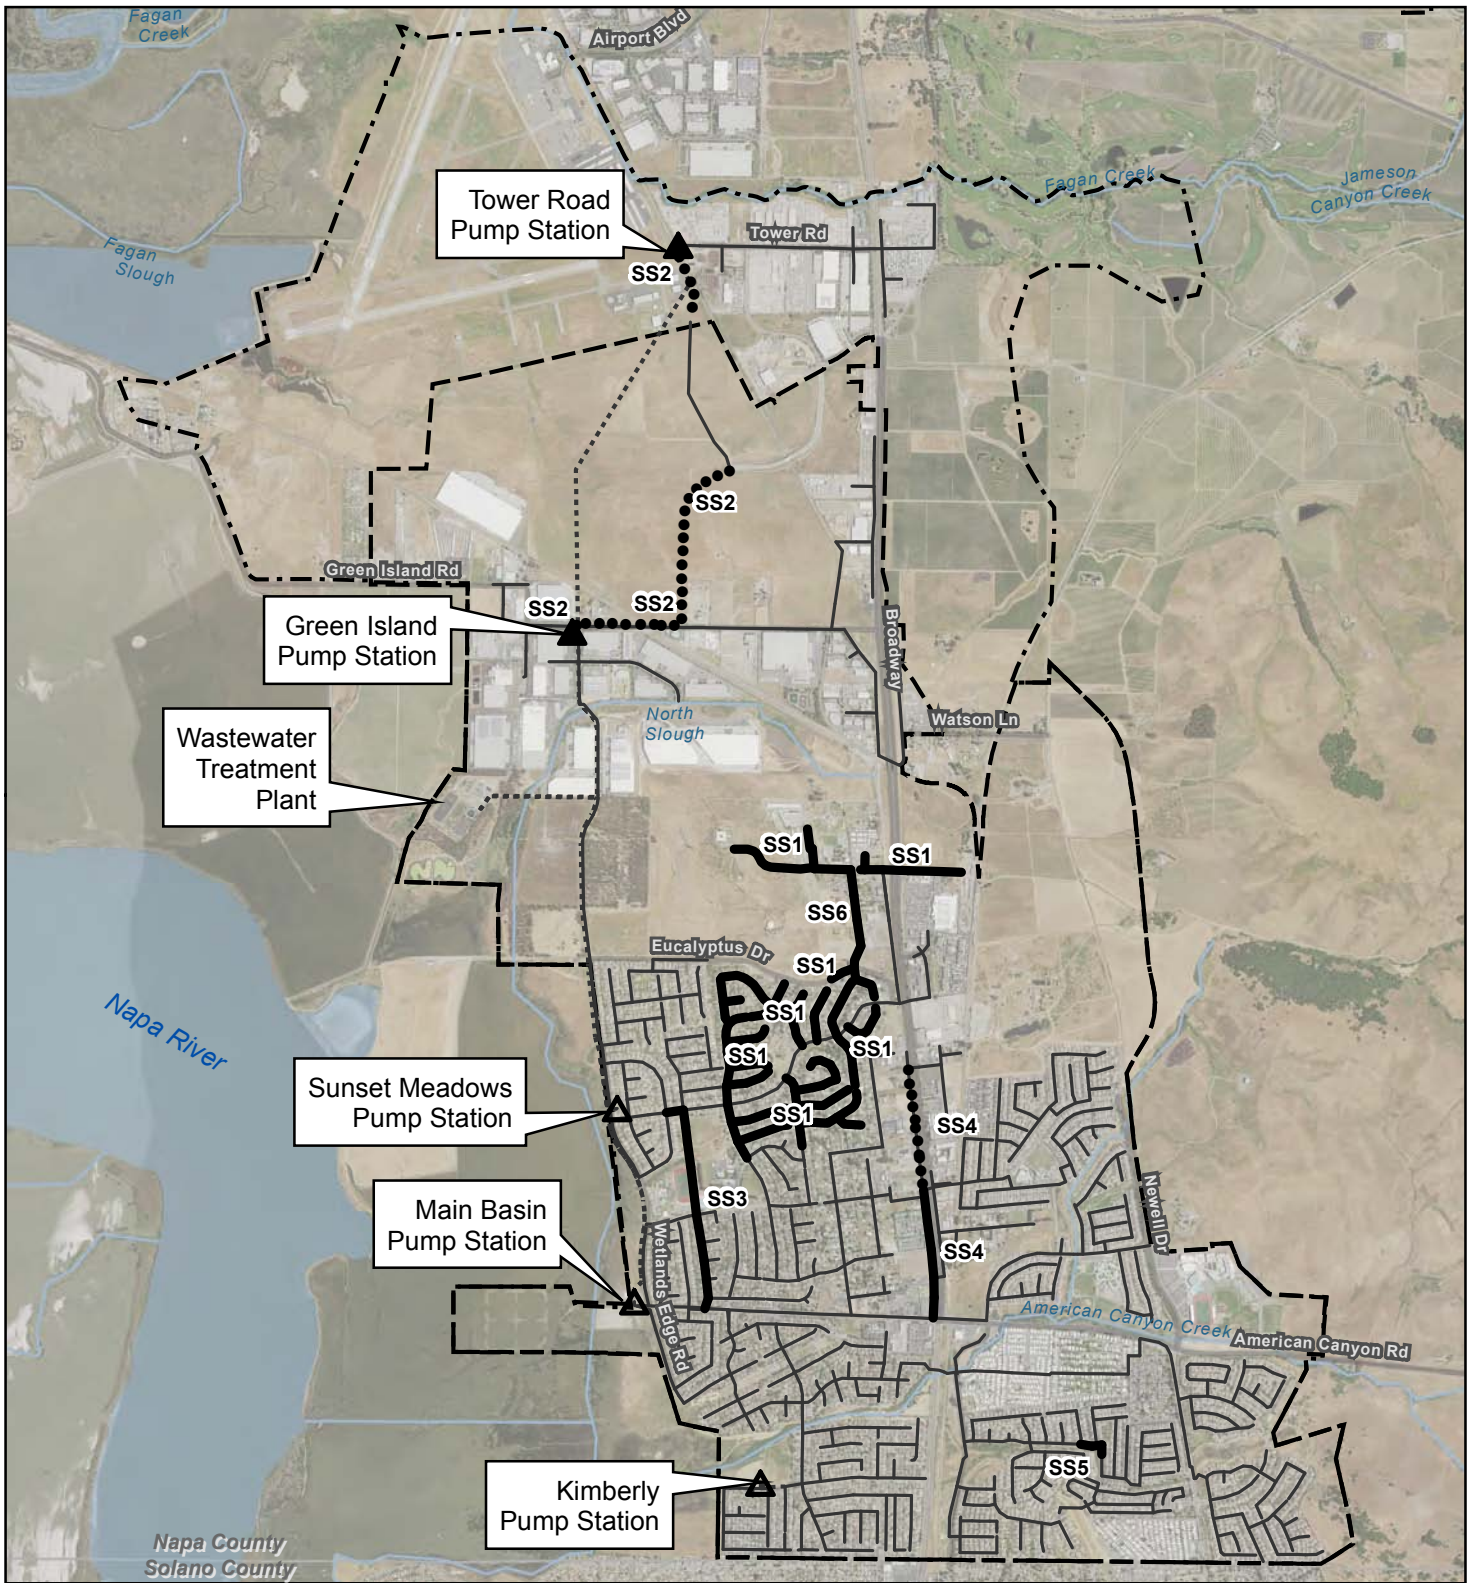 Fagan
Creek
Airport Blvd
Fagan Creek
Jameson
Canyon Creek
Tower Road
Pump Station
Tower Rd
Fagan
Slough
SS2
SS2
Green Island Rd
SS2
SS2
Green Island
Pump Station
Broadway
North
Slough
Watson Ln
Wastewater
Treatment
Plant
SS1
SS1
SS6
Eucalyptus Dr
SS1
SS1
Napa River
SS1
SS1
Sunset Meadows
Pump Station
SS1
SS4
Main Basin
Pump Station
SS3
Newell Dr
Wetlands Edge Rd
SS4
American Canyon Creek
American Canyon Rd
SS5
Kimberly
Pump Station
Napa County
Solano County